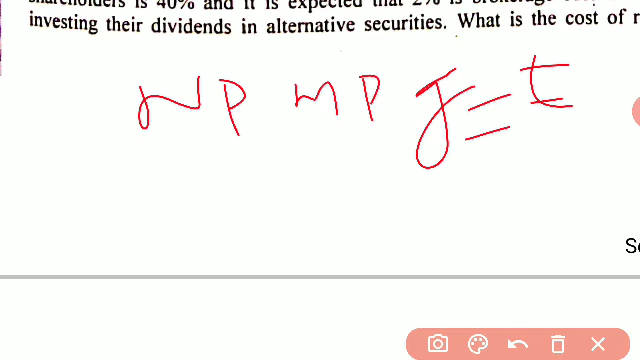 shareholders is 40% and it is expected that 2% is brokerage
investing their dividends in alternative securities. What is the cost of r
NP MP
S